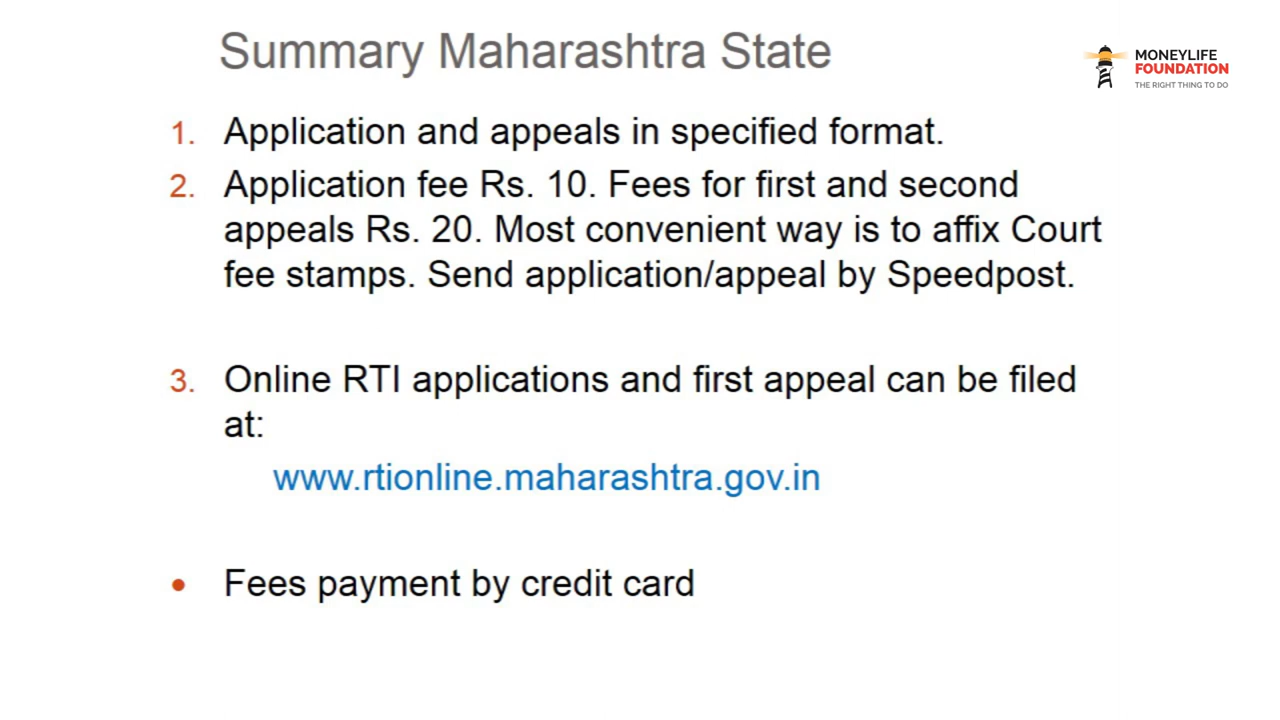 Summary Maharashtra State
MONEYLIFE
FOUNDATION
THE RIGHT THING TO DO
1. Application and appeals in specified format.
2. Application fee Rs. 10. Fees for first and second
appeals Rs. 20. Most convenient way is to affix Court
fee stamps. Send application/appeal by Speedpost.
3. Online RTI applications and first appeal can be filed
at:
www.rtionline.maharashtra.gov.in
• Fees payment by credit card